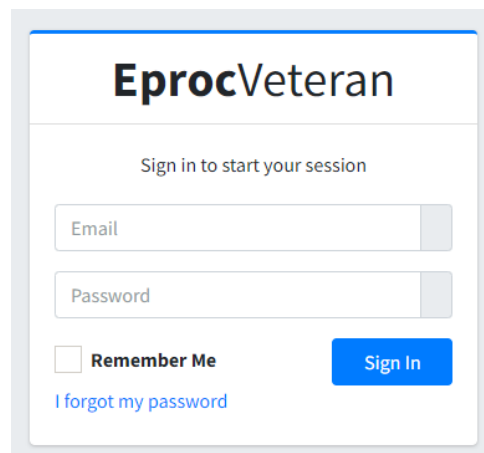 EprocVeteran
Sign in to start your session
Email
Password
Remember Me
Sign In
I forgot my password